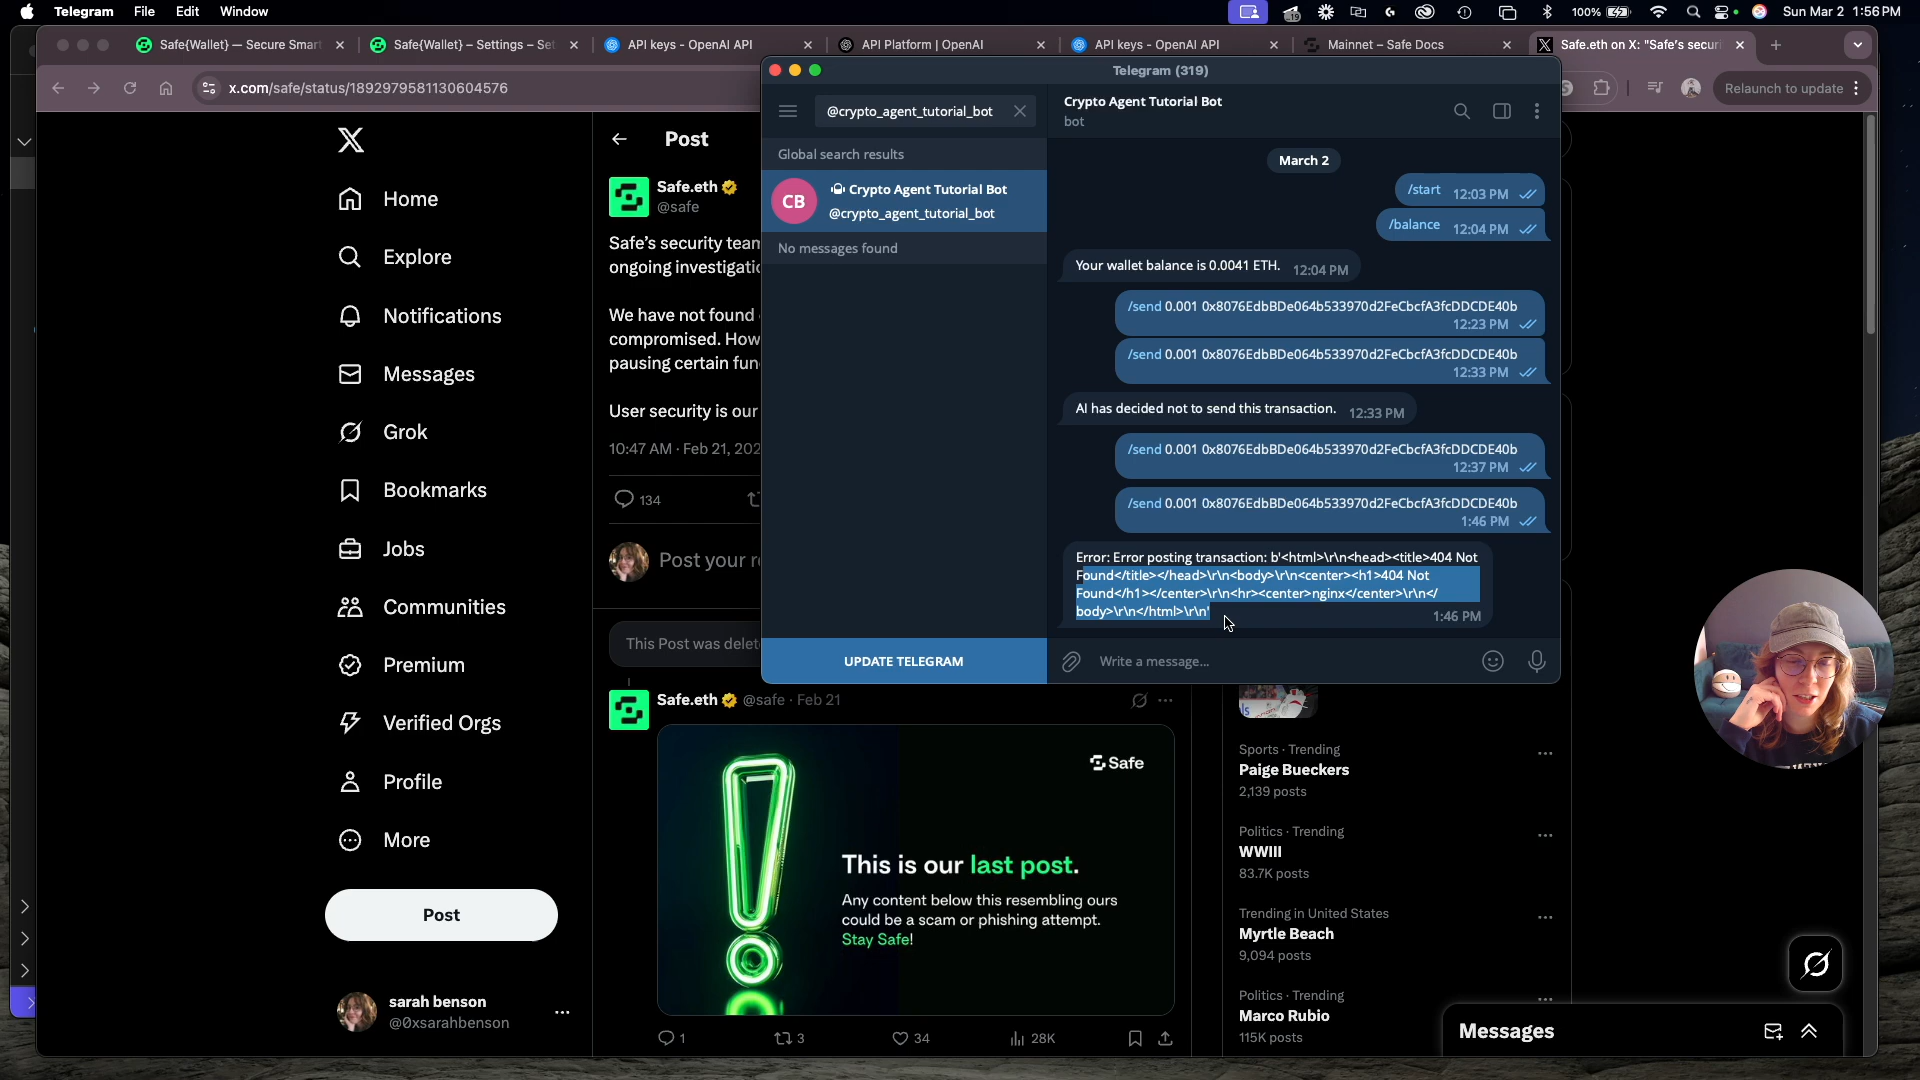 Telegram File Edit Window
19
100%
Sun Mar 2 1:56 PM
Safe{Wallet} — Secure Smart
Safe{Wallet} – Settings – Set
API keys - OpenAI API
API Platform | OpenAI
API keys - OpenAI API
Mainnet – Safe Docs
Safe.eth on X: "Safe's securi
x.com/safe/status/1892979581130604576
Relaunch to update
Home
Explore
Notifications
Messages
Grok
Bookmarks
Jobs
Communities
Premium
Verified Orgs
Profile
More
Post
sarah benson
@0xsarahbenson
Post
Safe.eth
@safe
Safe's security team
ongoing investigatio
We have not found
compromised. How
pausing certain fun
User security is our
10:47 AM · Feb 21, 202
134
Post your r
This Post was delet
Safe.eth @safe · Feb 21
Safe
This is our last post.
Any content below this resembling ours
could be a scam or phishing attempt.
Stay Safe!
1
3
34
28K
Telegram (319)
@crypto_agent_tutorial_bot
Global search results
CB
Crypto Agent Tutorial Bot
@crypto_agent_tutorial_bot
No messages found
UPDATE TELEGRAM
Crypto Agent Tutorial Bot
bot
March 2
/start 12:03 PM
/balance 12:04 PM
Your wallet balance is 0.0041 ETH. 12:04 PM
/send 0.001 0x8076EdbBDe064b533970d2FeCbcfA3fcDDCDE40b
12:23 PM
/send 0.001 0x8076EdbBDe064b533970d2FeCbcfA3fcDDCDE40b
12:33 PM
AI has decided not to send this transaction. 12:33 PM
/send 0.001 0x8076EdbBDe064b533970d2FeCbcfA3fcDDCDE40b
12:37 PM
/send 0.001 0x8076EdbBDe064b533970d2FeCbcfA3fcDDCDE40b
1:46 PM
Error: Error posting transaction: b'<html>\r\n<head><title>404 Not
Found</title></head>\r\n<body>\r\n<center><h1>404 Not
Found</h1></center>\r\n<hr><center>nginx</center>\r\n</
body>\r\n</html>\r\n'
1:46 PM
Write a message...
Sports · Trending
Paige Bueckers
2,139 posts
Politics · Trending
WWIII
83.7K posts
Trending in United States
Myrtle Beach
9,094 posts
Politics · Trending
Marco Rubio
115K posts
Messages